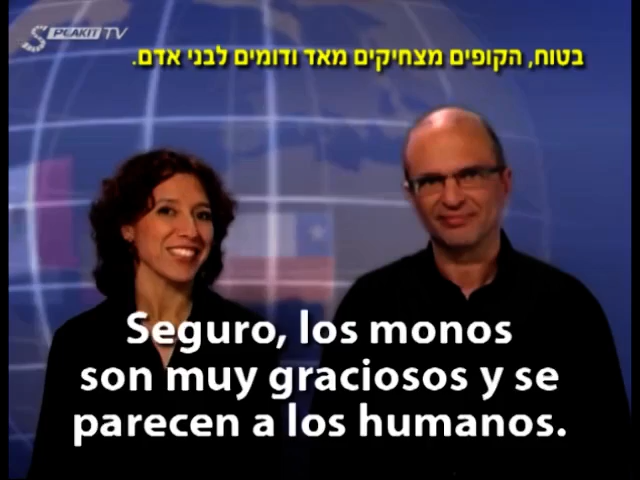 SPEAKIT TV
בטוח, הקופים מצחיקים מאד ודומים לבני אדם.
Seguro, los monos
son muy graciosos y se
parecen a los humanos.